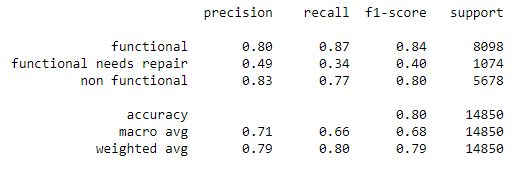 precision recall f1-score support
functional 0.80 0.87 0.84 8098
functional needs repair 0.49 0.34 0.40 1074
non functional 0.83 0.77 0.80 5678
accuracy 0.80 14850
macro avg 0.71 0.66 0.68 14850
weighted avg 0.79 0.80 0.79 14850